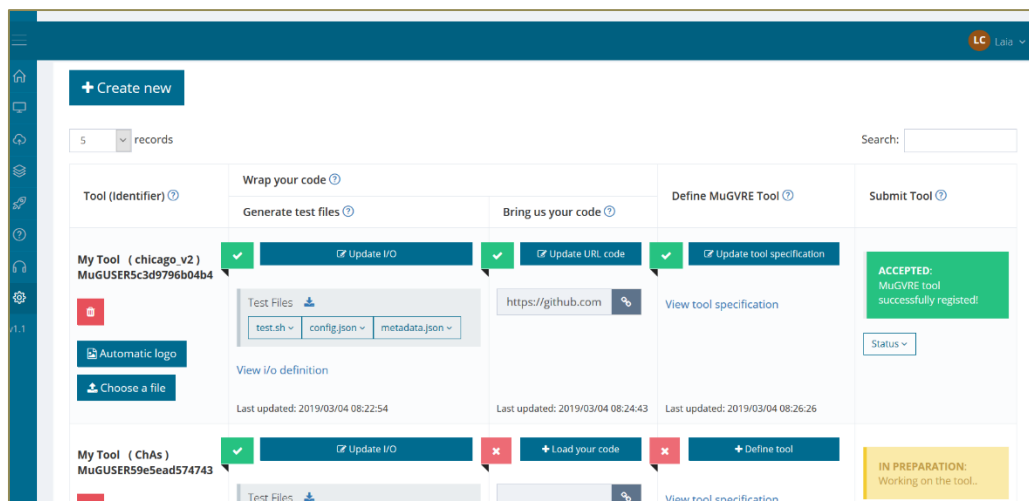 LC Laia
+ Create new
5 records
Search:
Tool (Identifier)
Wrap your code
Define MuGVRE Tool
Submit Tool
Generate test files
Bring us your code
My Tool ( chicago_v2 )
MuGUSER5c3d9796b04b4
Update I/O
Update URL code
Update tool specification
ACCEPTED:
MuGVRE tool
successfully registed!
Test Files
test.sh
config.json
metadata.json
https://github.com
View tool specification
Status
v1.1
Automatic logo
Choose a file
View i/o definition
Last updated: 2019/03/04 08:22:54
Last updated: 2019/03/04 08:24:43
Last updated: 2019/03/04 08:26:26
My Tool ( ChAs )
MuGUSER59e5ead574743
Update I/O
+ Load your code
+ Define tool
IN PREPARATION:
Working on the tool..
Test Files
View tool specification